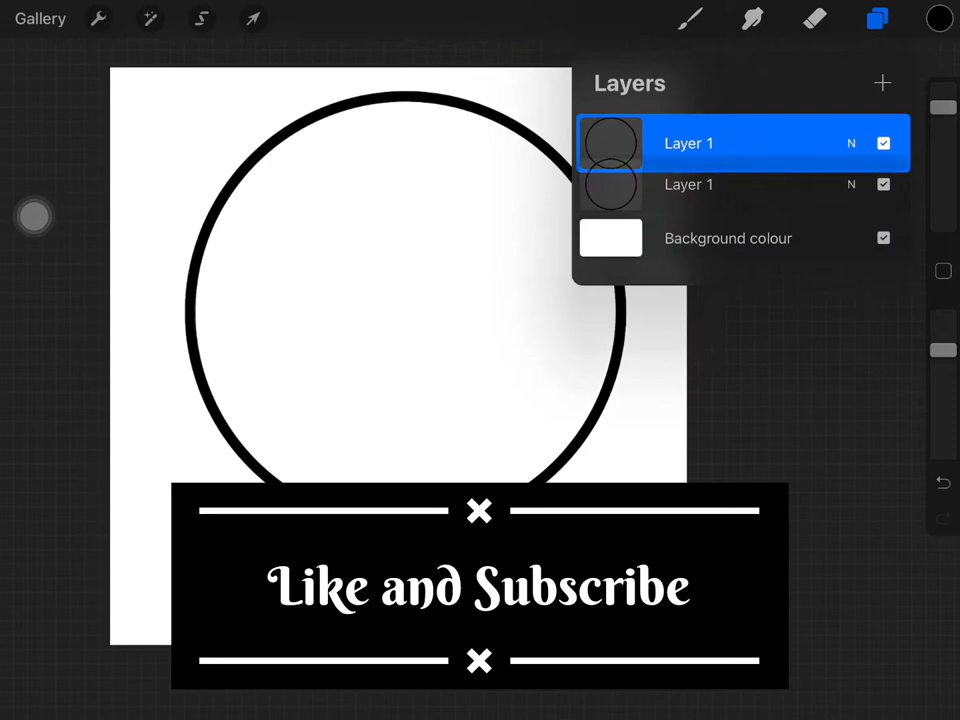 Gallery
Layers
Layer 1 N
Layer 1 N
Background colour
Like and Subscribe